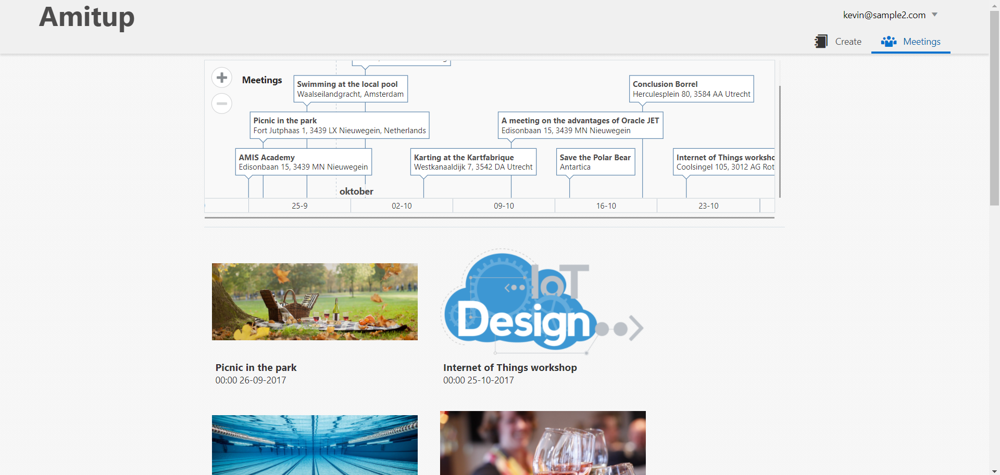 Amitup
kevin@sample2.com
Create
Meetings
Meetings
Swimming at the local pool
Waalseilandgracht, Amsterdam
Conclusion Borrel
Herculesplein 80, 3584 AA Utrecht
Picnic in the park
Fort Jutphaas 1, 3439 LX Nieuwegein, Netherlands
A meeting on the advantages of Oracle JET
Edisonbaan 15, 3439 MN Nieuwegein
AMIS Academy
Edisonbaan 15, 3439 MN Nieuwegein
Karting at the Kartfabrique
Westkanaaldijk 7, 3542 DA Utrecht
Save the Polar Bear
Antartica
Internet of Things worksho
Coolsingel 105, 3012 AG Rot
oktober
25-9
02-10
09-10
16-10
23-10
IoT
Design
Picnic in the park
00:00 26-09-2017
Internet of Things workshop
00:00 25-10-2017